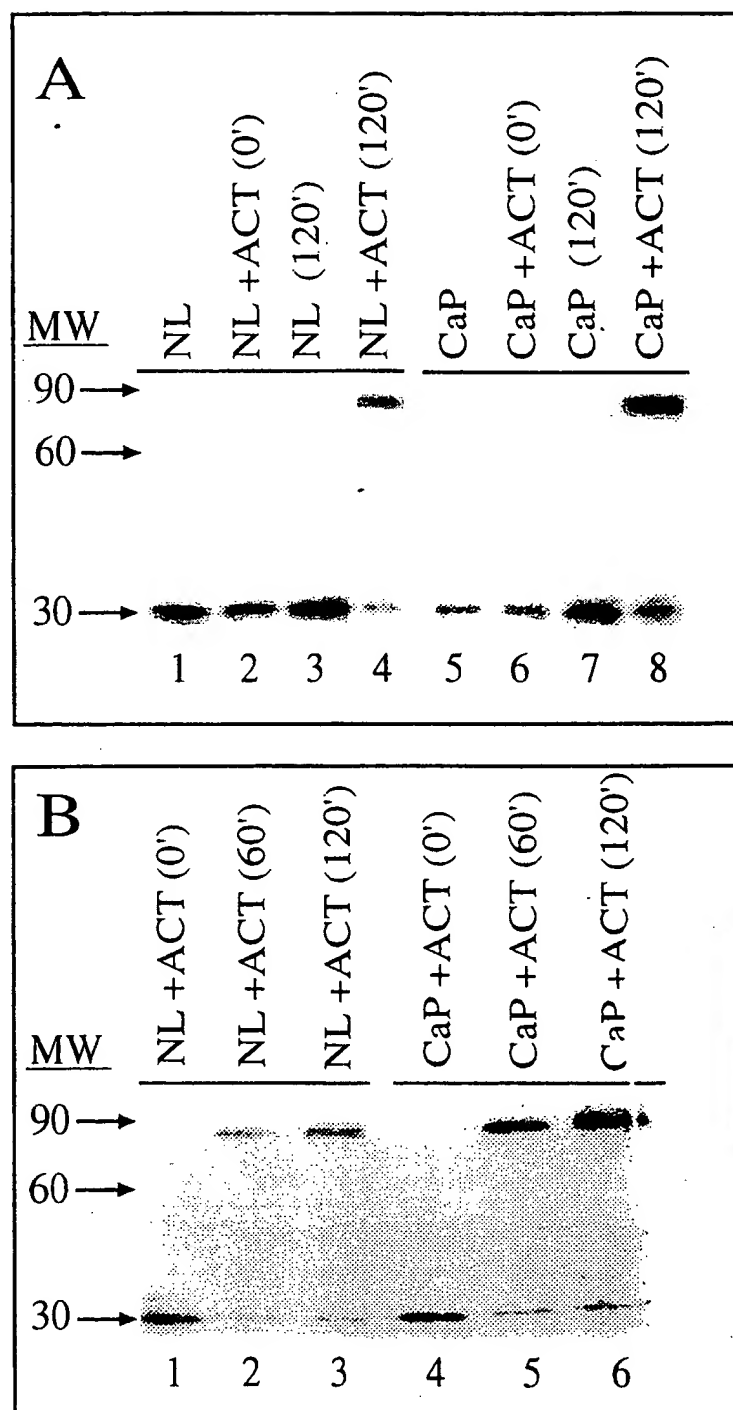 A
NL
NL +ACT (0')
NL (120')
NL +ACT (120')
CaP
CaP +ACT (0')
CaP (120')
CaP +ACT (120')
MW
90
60
30
1 2 3 4 5 6 7 8
B
NL +ACT (0')
NL +ACT (60')
NL +ACT (120')
CaP +ACT (0')
CaP +ACT (60')
CaP +ACT (120')
MW
90
60
30
1 2 3 4 5 6